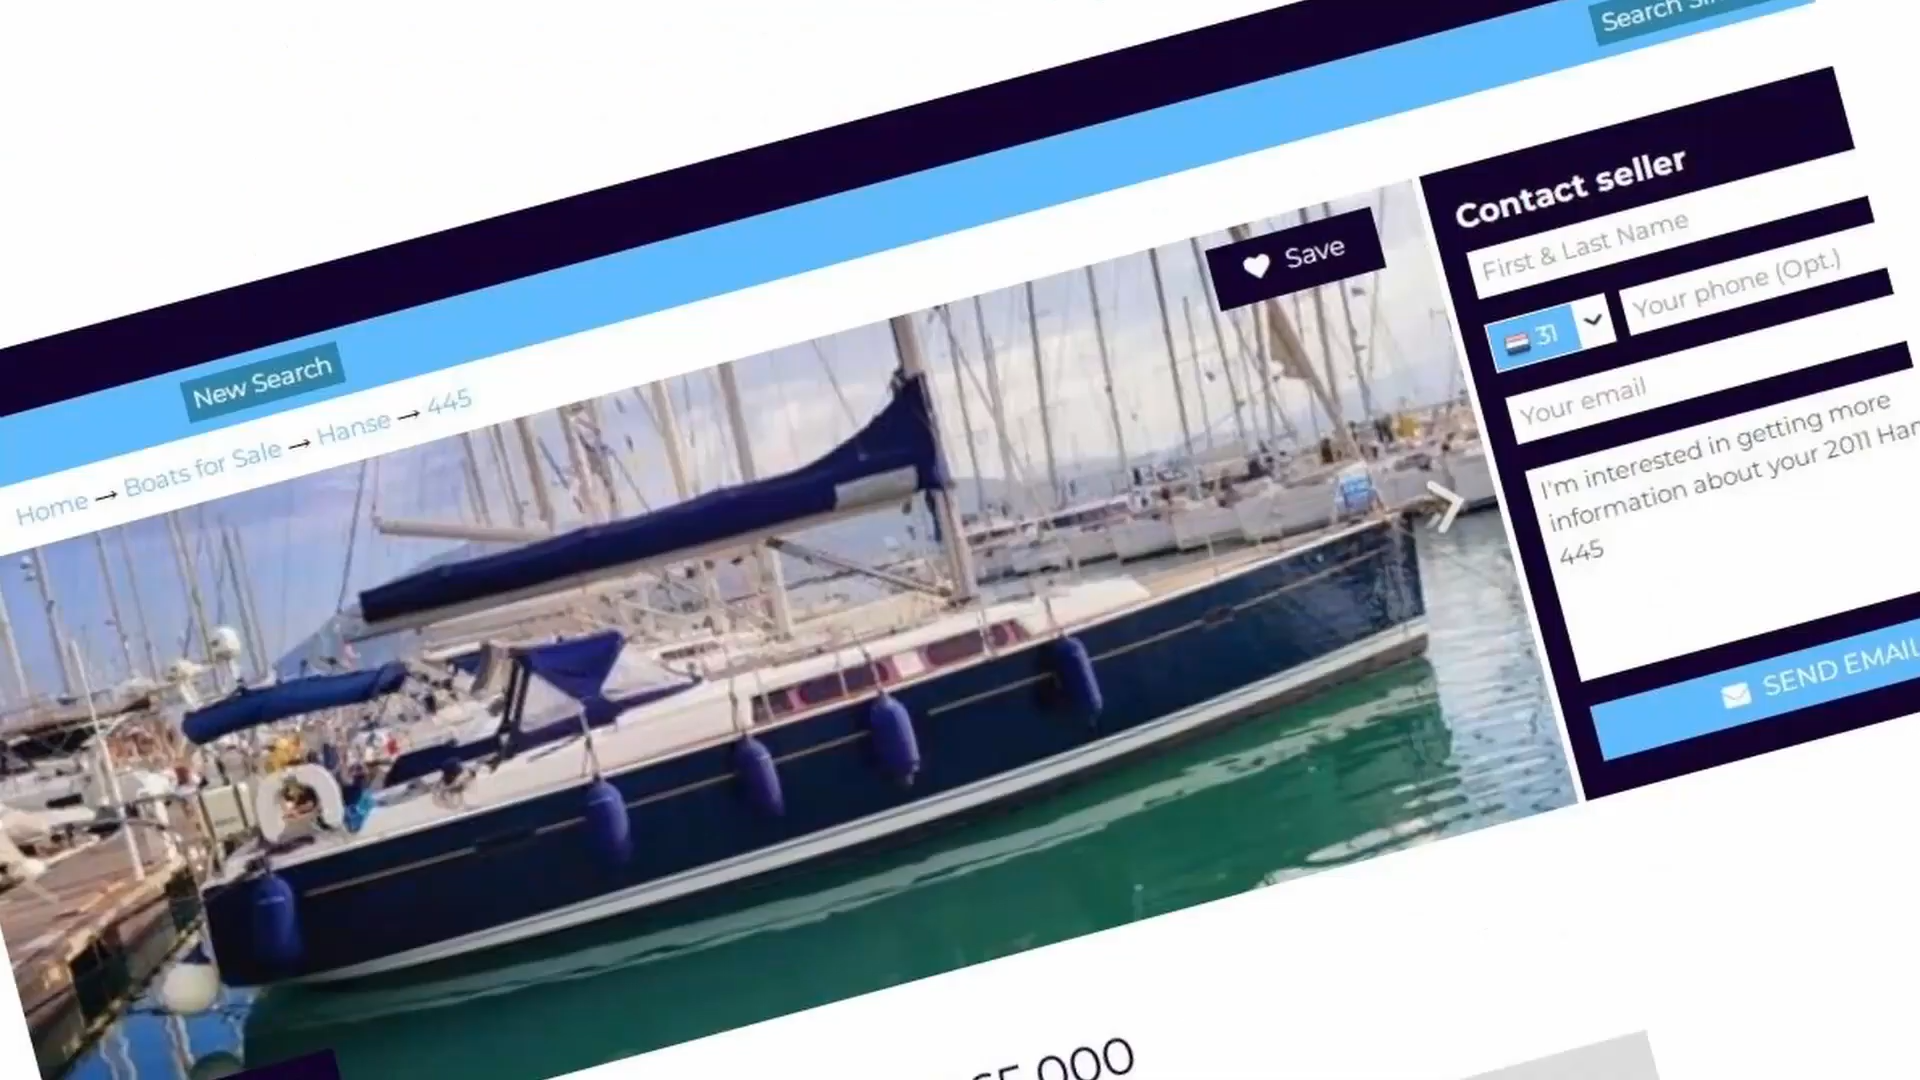 New Search
Home → Boats for Sale → Hanse → 445
Save
Contact seller
First & Last Name
31
Your phone (Opt.)
Your email
I'm interested in getting more
information about your 2011
445
SEND EMAIL
Search